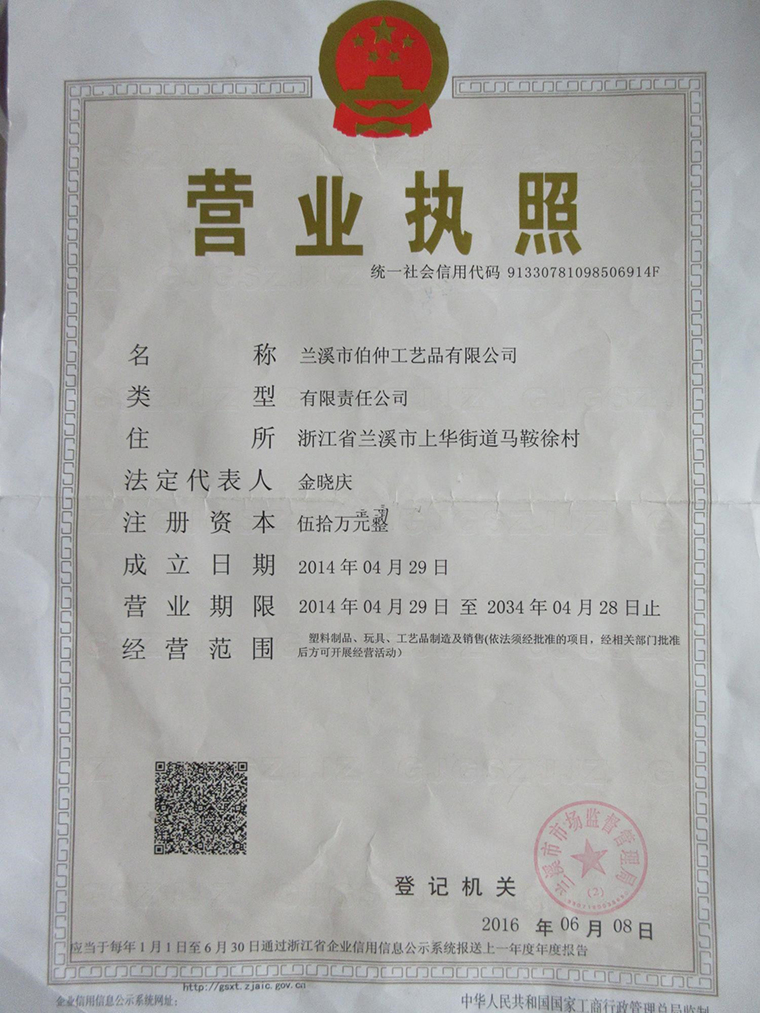 营业执照
统一社会信用代码 91330781098506914F
名称 兰溪市伯仲工艺品有限公司
类型 有限责任公司
住所 浙江省兰溪市上华街道马鞍徐村
法定代表人 金晓庆
注册资本 伍拾万元整
成立日期 2014年04月29日
营业期限 2014年04月29日 至 2034年04月28日止
经营范围 塑料制品、玩具、工艺品制造及销售(依法须经批准的项目，经相关部门批准
后方可开展经营活动)
兰溪市市场监督管理局
(2)
登记机关
2016 年 06 月 08 日
应当于每年1月1日至6月30日通过浙江省企业信用信息公示系统报送上一年度年度报告
http://gsxt.zjaic.gov.cn
企业信用信息公示系统网址：
中华人民共和国国家工商行政管理总局监制